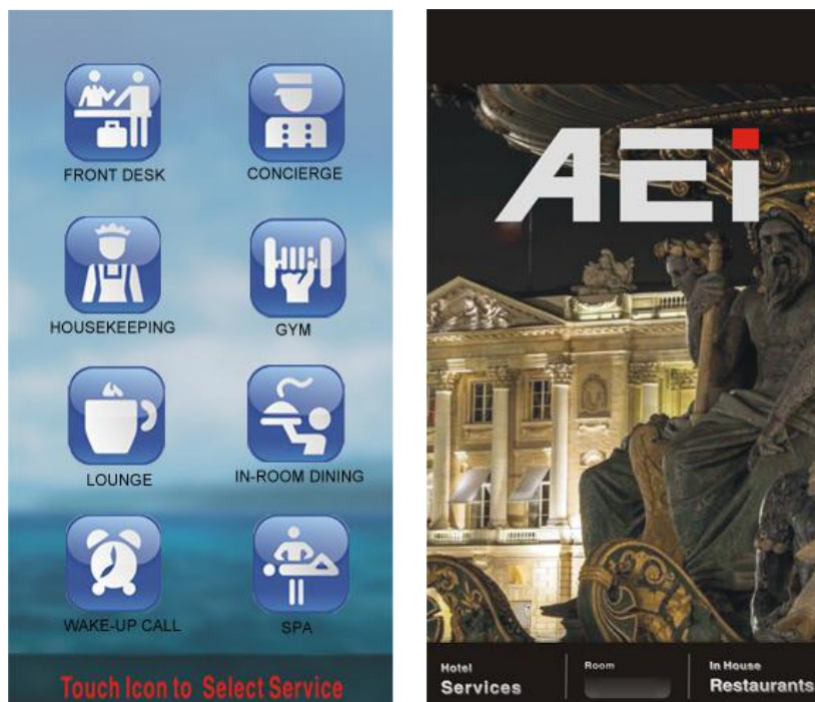 FRONT DESK
CONCIERGE
HOUSEKEEPING
GYM
LOUNGE
IN-ROOM DINING
WAKE-UP CALL
SPA
Touch Icon to Select Service
AEi
Hotel
Services
Room
In House
Restaurants